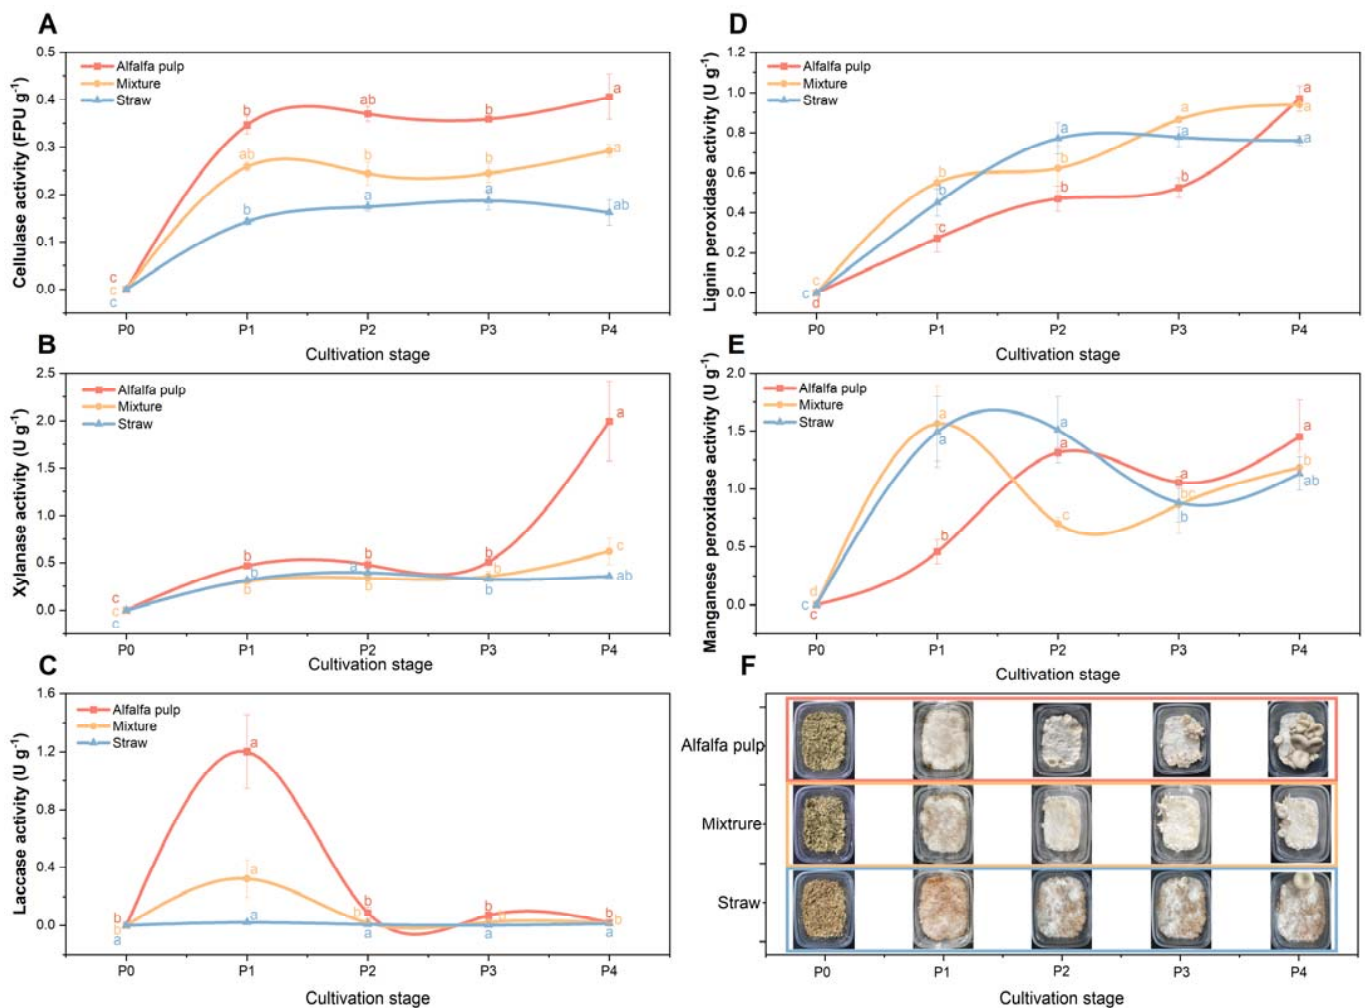 A
Cellulase activity (FPU g⁻¹)
0.5
0.4
0.3
0.2
0.1
0.0
Alfalfa pulp
Mixture
Straw
b
ab
b
a
ab
b
b
a
b
a
a
ab
c
c
c
P0
P1
P2
P3
P4
Cultivation stage
B
Xylanase activity (U g⁻¹)
2.5
2.0
1.5
1.0
0.5
0.0
Alfalfa pulp
Mixture
Straw
a
b
b
b
c
b
a
b
ab
b
b
b
c
c
c
P0
P1
P2
P3
P4
Cultivation stage
C
Laccase activity (U g⁻¹)
1.6
1.2
0.8
0.4
0.0
Alfalfa pulp
Mixture
Straw
a
a
b
b
b
b
b
b
b
b
a
a
a
a
a
P0
P1
P2
P3
P4
Cultivation stage
D
Lignin peroxidase activity (U g⁻¹)
1.2
1.0
0.8
0.6
0.4
0.2
0.0
Alfalfa pulp
Mixture
Straw
a
a
a
a
a
a
b
b
b
b
b
c
c
c
d
P0
P1
P2
P3
P4
Cultivation stage
E
Manganese peroxidase activity (U g⁻¹)
2.0
1.5
1.0
0.5
0.0
Alfalfa pulp
Mixture
Straw
a
a
a
a
a
a
b
ab
bc
b
c
b
d
c
c
P0
P1
P2
P3
P4
Cultivation stage
F
Alfalfa pulp
Mixtrure
Straw
P0
P1
P2
P3
P4
Cultivation stage